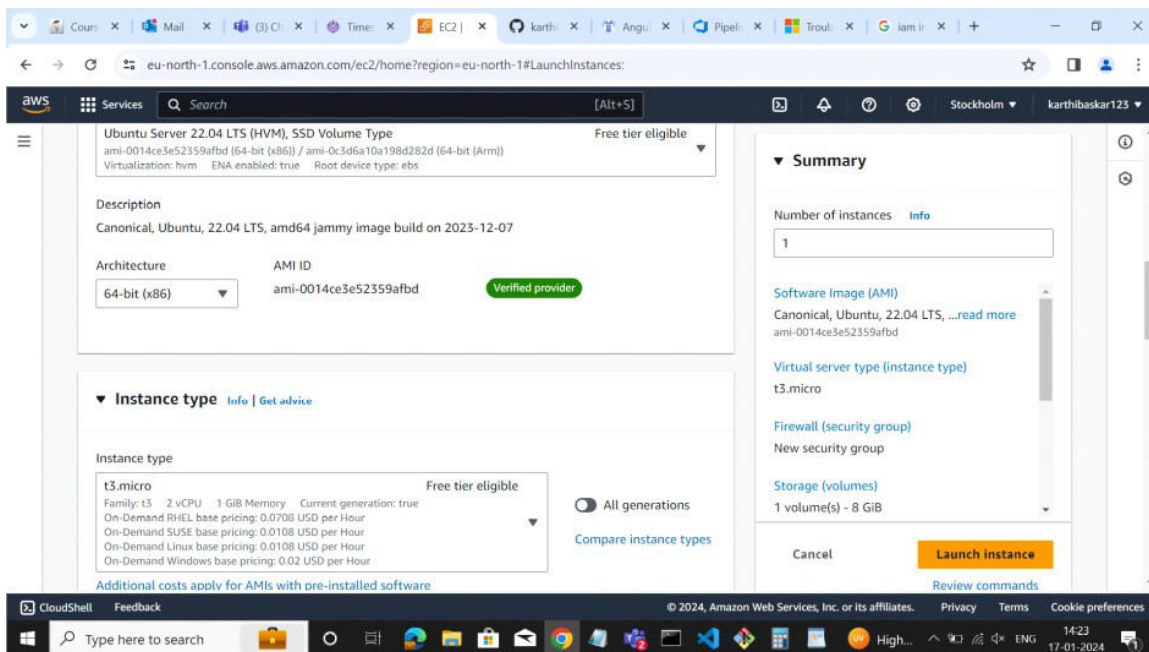 Cours
Mail
(3) Ch
Times
EC2 |
karthi
Angul
Pipeli
Troub
iam in
eu-north-1.console.aws.amazon.com/ec2/home?region=eu-north-1#LaunchInstances:
aws
Services
Search
[Alt+S]
Stockholm
karthibaskar123
Ubuntu Server 22.04 LTS (HVM), SSD Volume Type
Free tier eligible
ami-0014ce3e52359afbd (64-bit (x86)) / ami-0c3d6a10a198d282d (64-bit (Arm))
Virtualization: hvm ENA enabled: true Root device type: ebs
Description
Canonical, Ubuntu, 22.04 LTS, amd64 jammy image build on 2023-12-07
Architecture
AMI ID
64-bit (x86)
ami-0014ce3e52359afbd
Verified provider
Instance type Info | Get advice
Instance type
t3.micro
Free tier eligible
Family: t3 2 vCPU 1 GiB Memory Current generation: true
On-Demand RHEL base pricing: 0.0708 USD per Hour
On-Demand SUSE base pricing: 0.0108 USD per Hour
On-Demand Linux base pricing: 0.0108 USD per Hour
On-Demand Windows base pricing: 0.02 USD per Hour
All generations
Compare instance types
Additional costs apply for AMIs with pre-installed software
Summary
Number of instances Info
1
Software Image (AMI)
Canonical, Ubuntu, 22.04 LTS, ...read more
ami-0014ce3e52359afbd
Virtual server type (instance type)
t3.micro
Firewall (security group)
New security group
Storage (volumes)
1 volume(s) - 8 GiB
Cancel
Launch instance
Review commands
CloudShell
Feedback
© 2024, Amazon Web Services, Inc. or its affiliates.
Privacy
Terms
Cookie preferences
Type here to search
UV
High...
ENG
14:23
17-01-2024